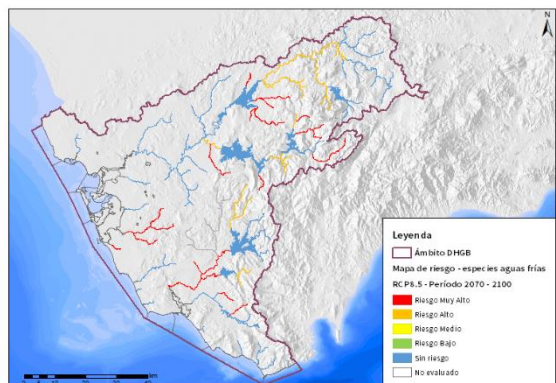 N
Leyenda
Ámbito DHGB
Mapa de riesgo - especies aguas frías
RCP8.5 - Período 2070 - 2100
Riesgo Muy Alto
Riesgo Alto
Riesgo Medio
Riesgo Bajo
Sin riesgo
No evaluado
km